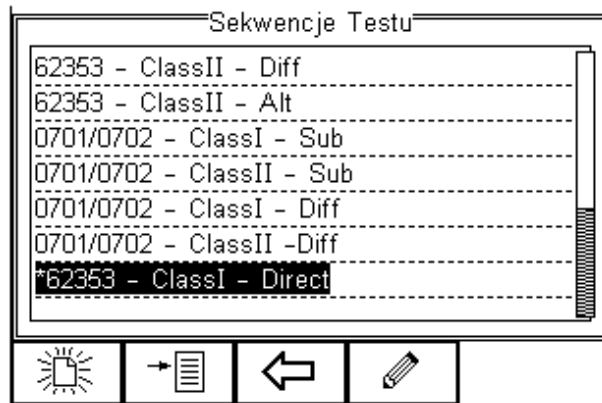 Sekwencje Testu
62353 - ClassII - Diff
62353 - ClassII - Alt
0701/0702 - ClassI - Sub
0701/0702 - ClassII - Sub
0701/0702 - ClassI - Diff
0701/0702 - ClassII -Diff
*62353 - ClassI - Direct